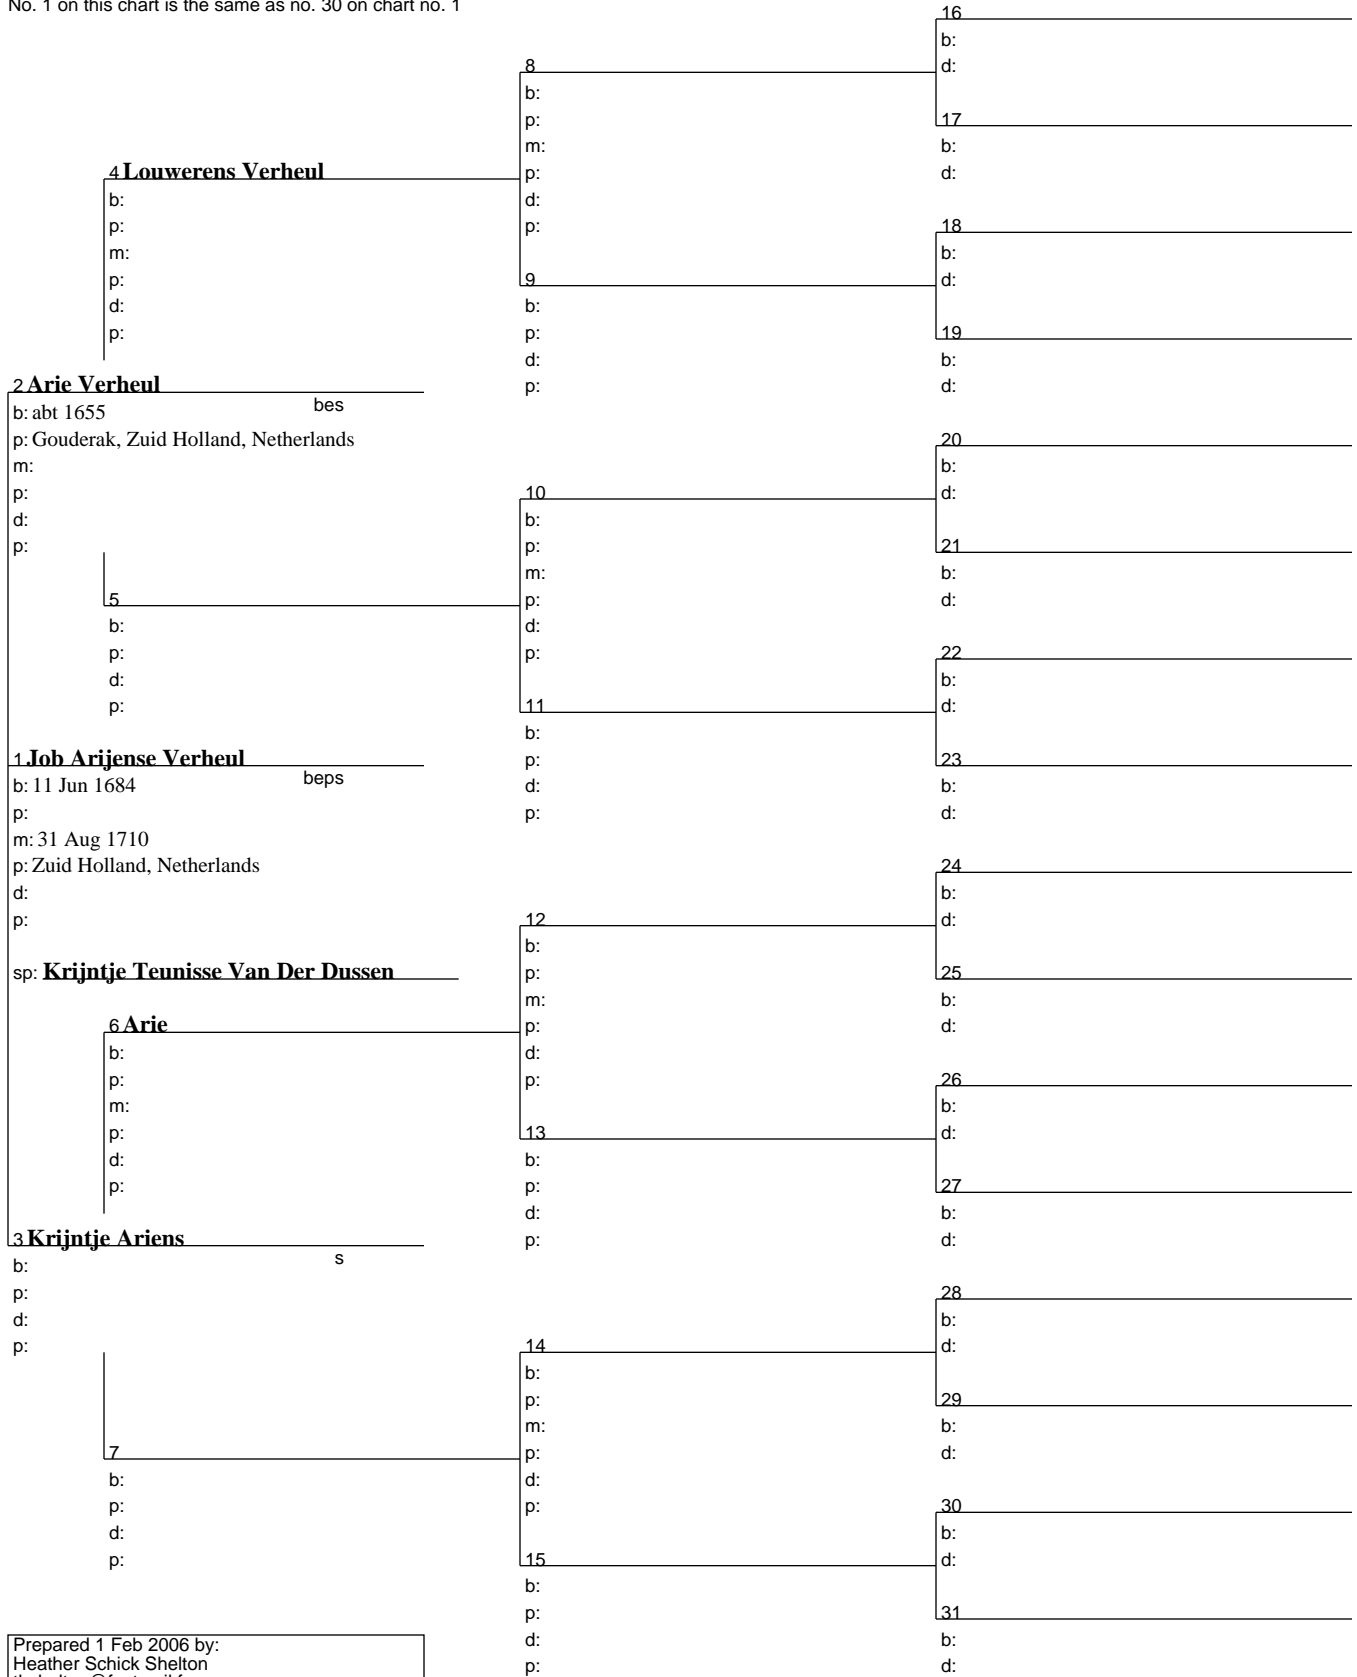 No. 1 on this chart is the same as no. 30 on chart no. 1
16
b:
d:
8
b:
p:
m:
p:
d:
p:
17
b:
d:
4 Louwerens Verheul
b:
p:
m:
p:
d:
p:
18
b:
d:
9
b:
p:
d:
p:
19
b:
d:
2 Arie Verheul
bes
b: abt 1655
p: Gouderak, Zuid Holland, Netherlands
m:
p:
d:
p:
20
b:
d:
10
b:
p:
m:
p:
d:
p:
21
b:
d:
5
b:
p:
d:
p:
22
b:
d:
11
b:
p:
d:
p:
23
b:
d:
1 Job Arijense Verheul
beps
b: 11 Jun 1684
p:
m: 31 Aug 1710
p: Zuid Holland, Netherlands
d:
p:
sp: Krijntje Teunisse Van Der Dussen
24
b:
d:
12
b:
p:
m:
p:
d:
p:
25
b:
d:
6 Arie
b:
p:
m:
p:
d:
p:
26
b:
d:
13
b:
p:
d:
p:
27
b:
d:
3 Krijntje Ariens
s
b:
p:
d:
p:
28
b:
d:
14
b:
p:
m:
p:
d:
p:
29
b:
d:
7
b:
p:
d:
p:
30
b:
d:
15
b:
p:
d:
p:
31
b:
d:
Prepared 1 Feb 2006 by:
Heather Schick Shelton